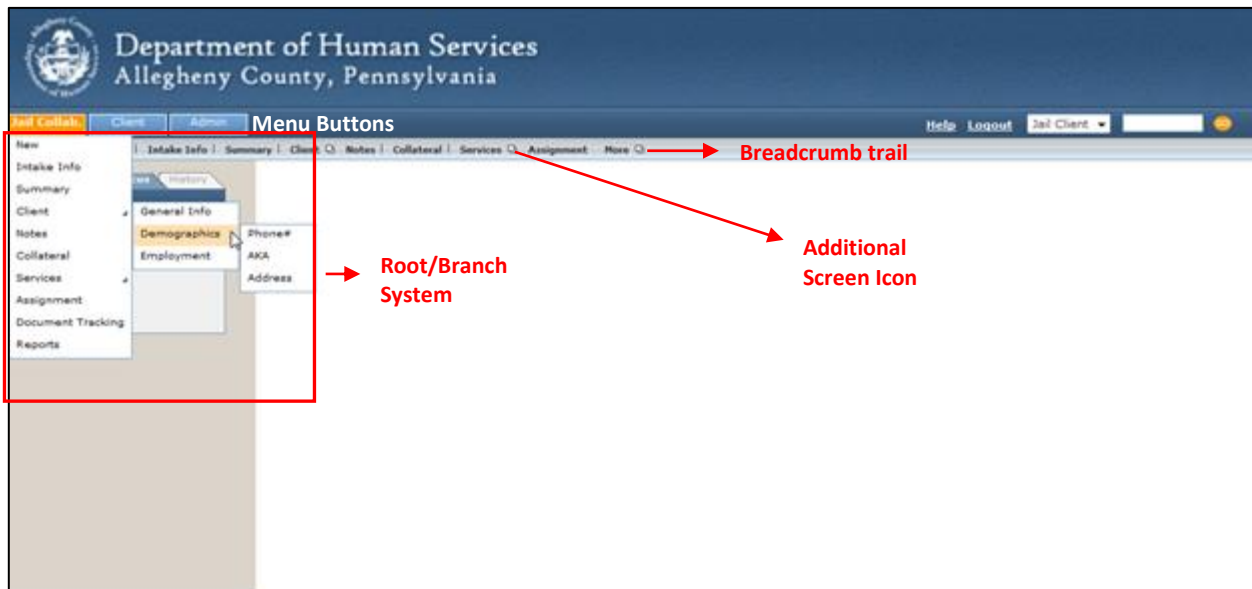 Department of Human Services
Allegheny County, Pennsylvania
Jail Collab. Client Admin Menu Buttons Help Logout Jail Client
| Intake Info | Summary | Client Notes | Collateral | Services Assignment More Breadcrumb trail
New
Intake Info
Summary
Client
Notes
Collateral
Services
Assignment
Document Tracking
Reports
History
General Info
Demographics
Employment
Phone#
AKA
Address
Root/Branch
System
Additional
Screen Icon